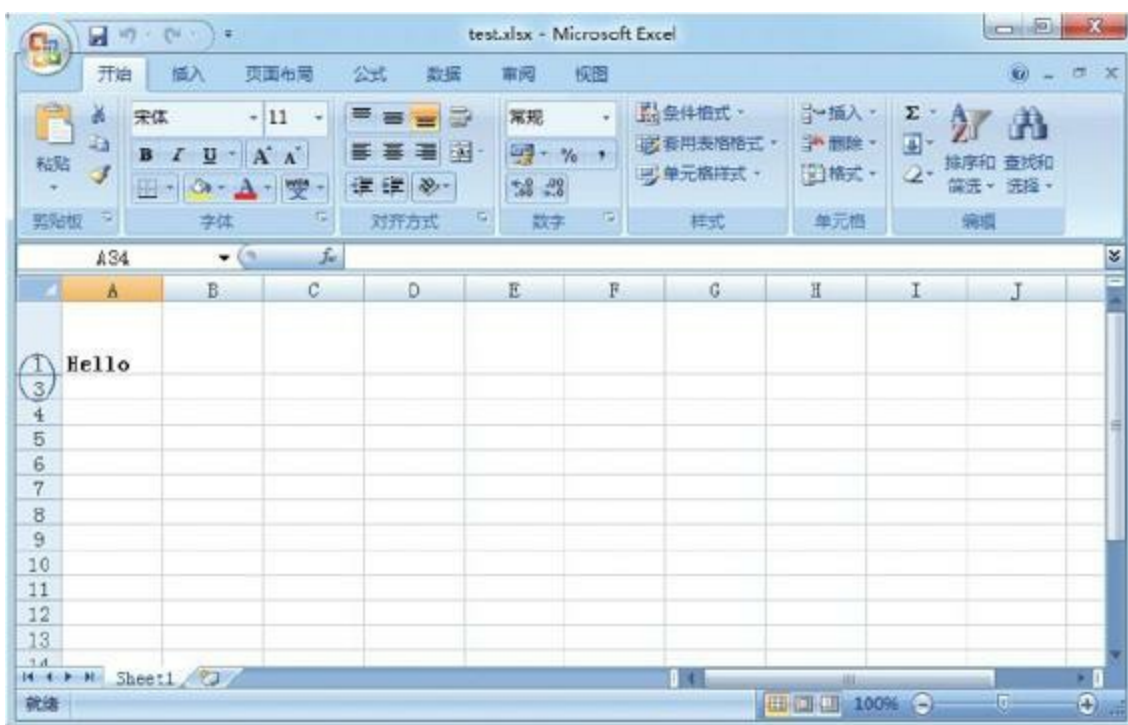 test.xlsx - Microsoft Excel
开始 插入 页面布局 公式 数据 审阅 视图
宋体 11 常规 条件格式 插入 Σ
粘贴 B I U A A % , 套用表格格式 删除 排序和筛选 查找和选择
A 单元格样式 格式
剪贴板 字体 对齐方式 数字 样式 单元格 编辑
A34 fx
A B C D E F G H I J
1 Hello
3
4
5
6
7
8
9
10
11
12
13
14
Sheet1
就绪 100%